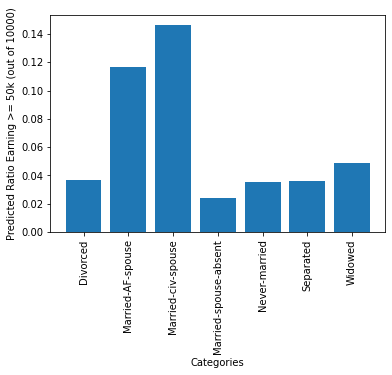 Predicted Ratio Earning >= 50k (out of 10000)
0.14
0.12
0.10
0.08
0.06
0.04
0.02
0.00
Divorced
Married-AF-spouse
Married-civ-spouse
Married-spouse-absent
Never-married
Separated
Widowed
Categories